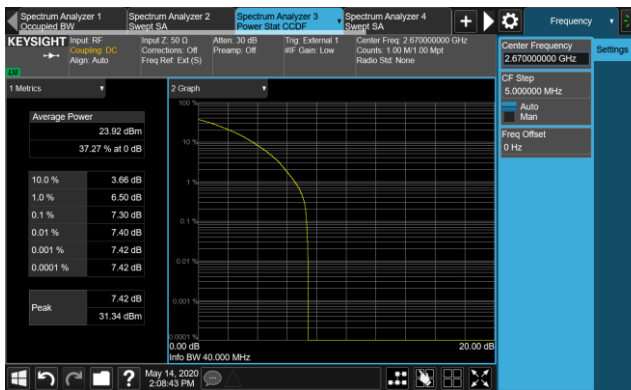 Spectrum Analyzer 1
Occupied BW
Spectrum Analyzer 2
Swept SA
Spectrum Analyzer 3
Power Stat CCDF
Spectrum Analyzer 4
Swept SA
Frequency
KEYSIGHT
Input: RF
Coupling: DC
Align: Auto
Input Z: 50 Ω
Corrections: Off
Freq Ref: Ext (S)
Atten: 30 dB
Preamp: Off
Trig: External 1
#IF Gain: Low
Center Freq: 2.670000000 GHz
Counts: 1.00 M/1.00 Mpt
Radio Std: None
LXI
Center Frequency
2.670000000 GHz
Settings
CF Step
5.000000 MHz
Auto
Man
Freq Offset
0 Hz
1 Metrics
Average Power
23.92 dBm
37.27 % at 0 dB
10.0 % 3.66 dB
1.0 % 6.50 dB
0.1 % 7.30 dB
0.01 % 7.40 dB
0.001 % 7.42 dB
0.0001 % 7.42 dB
Peak
7.42 dB
31.34 dBm
2 Graph
100 %
10 %
1 %
0.1 %
0.01 %
0.001 %
0.0001 %
0.00 dB
20.00 dB
Info BW 40.000 MHz
May 14, 2020
2:08:43 PM